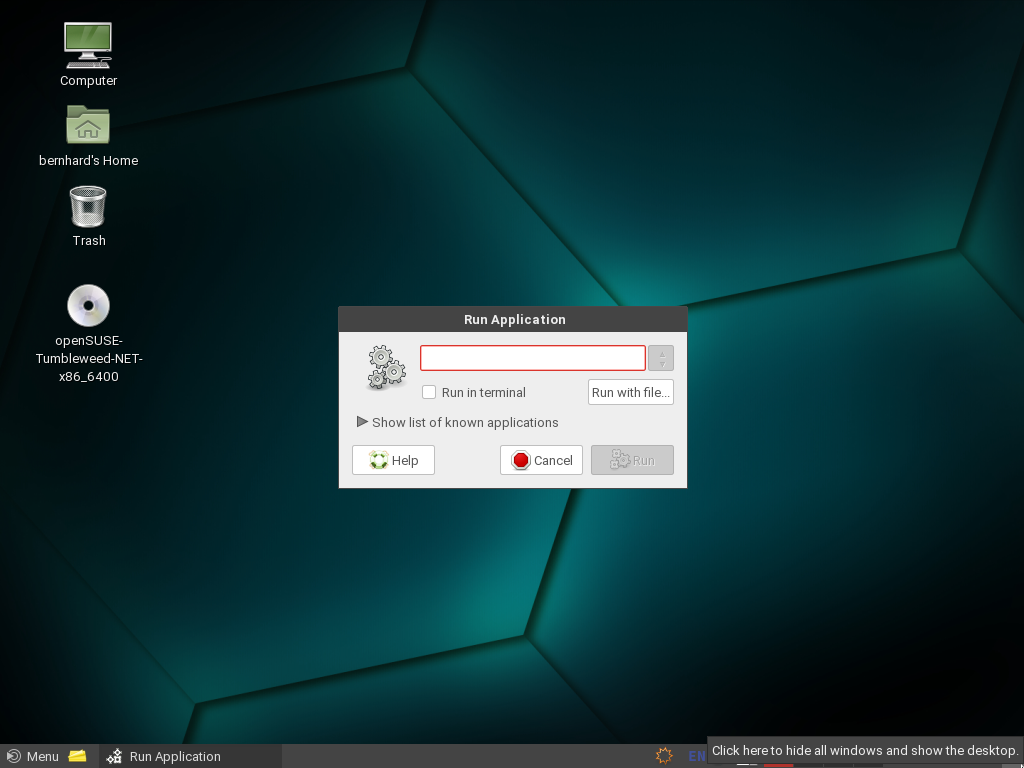 Computer
bernhard's Home
Trash
openSUSE-
Tumbleweed-NET-
x86_6400
Run Application
Run in terminal
Run with file...
Show list of known applications
Help
Cancel
Run
Menu
Run Application
EN
Click here to hide all windows and show the desktop.